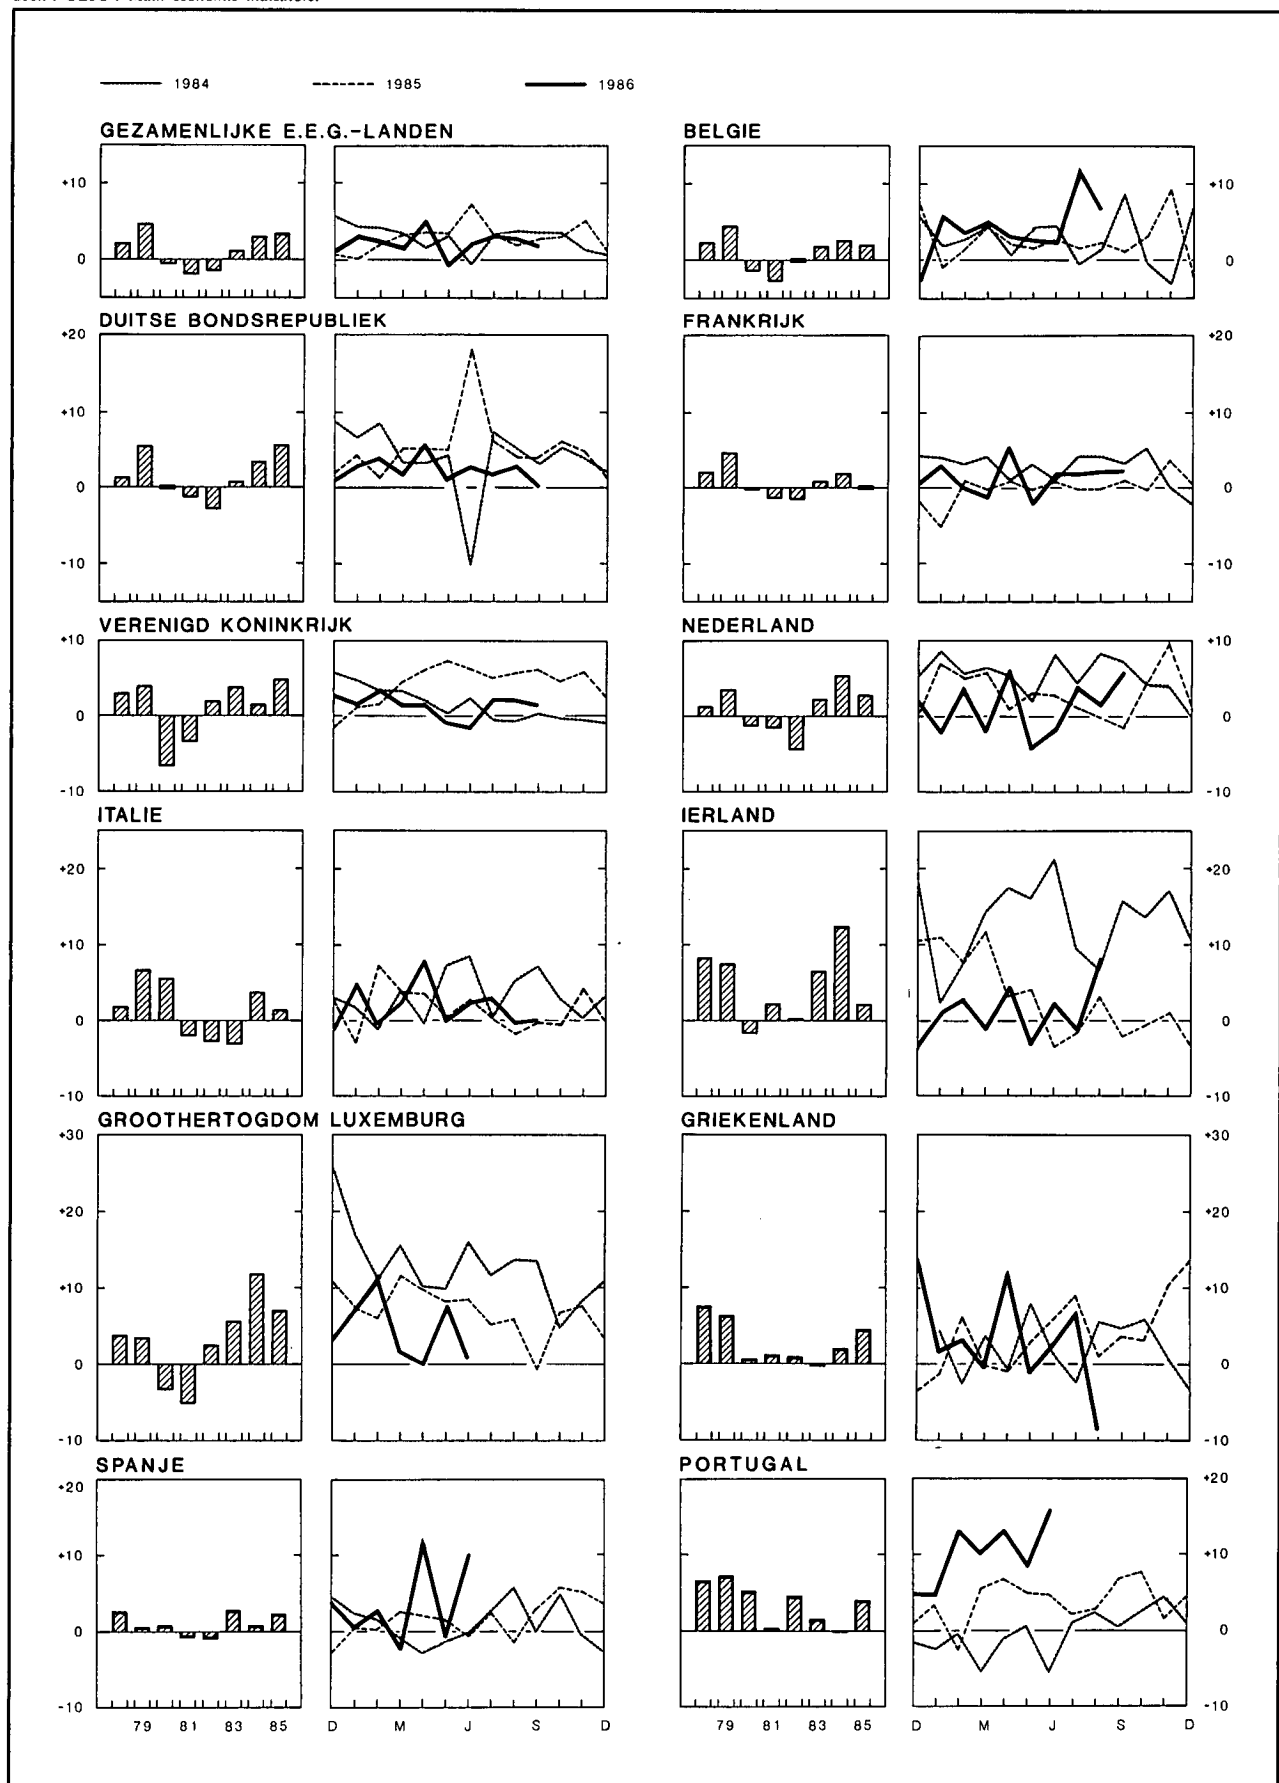 1984 1985 1986
GEZAMENLIJKE E.E.G.-LANDEN BELGIE
+10 +10
0 0
DUITSE BONDSREPUBLIEK FRANKRIJK
+20 +20
+10 +10
0 0
-10 -10
VERENIGD KONINKRIJK NEDERLAND
+10 +10
0 0
-10 -10
ITALIE IERLAND
+20 +20
+10 +10
0 0
-10 -10
GROOTHERTOGDOM LUXEMBURG GRIEKENLAND
+30 +30
+20 +20
+10 +10
0 0
-10 -10
SPANJE PORTUGAL
+20 +20
+10 +10
0 0
-10 -10
79 81 83 85 D M J S D 79 81 83 85 D M J S D